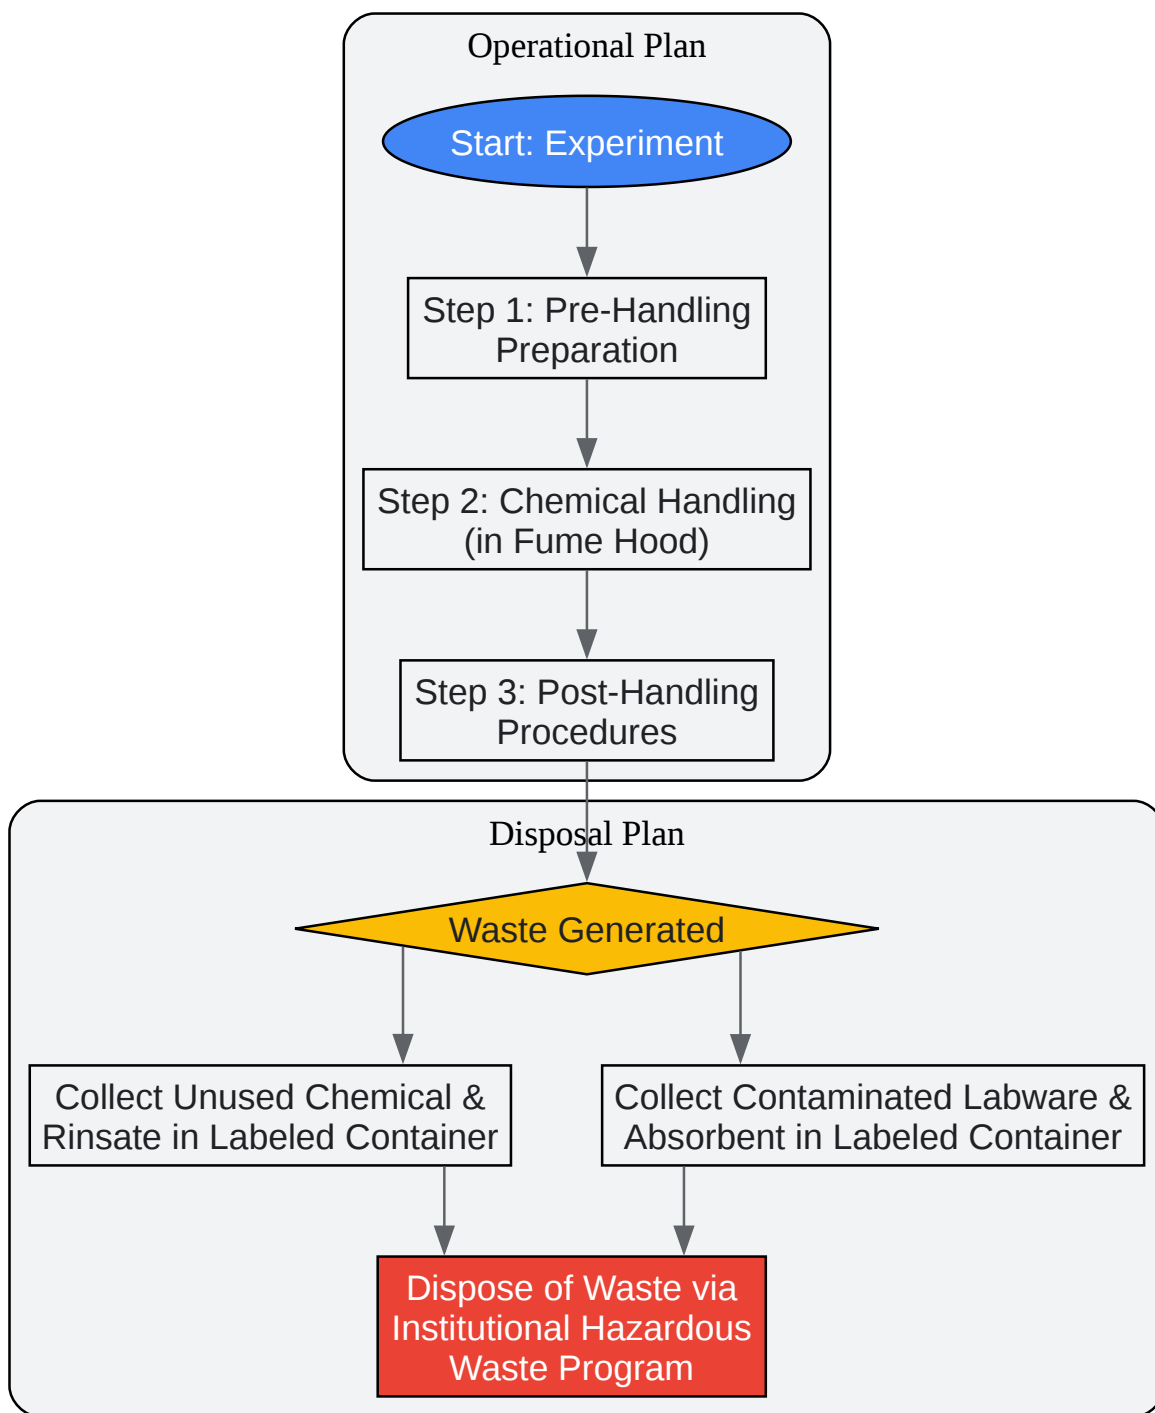 Operational Plan
Start: Experiment
Step 1: Pre-Handling
Preparation
Step 2: Chemical Handling
(in Fume Hood)
Step 3: Post-Handling
Procedures
Disposal Plan
Waste Generated
Collect Unused Chemical &
Rinsate in Labeled Container
Collect Contaminated Labware &
Absorbent in Labeled Container
Dispose of Waste via
Institutional Hazardous
Waste Program